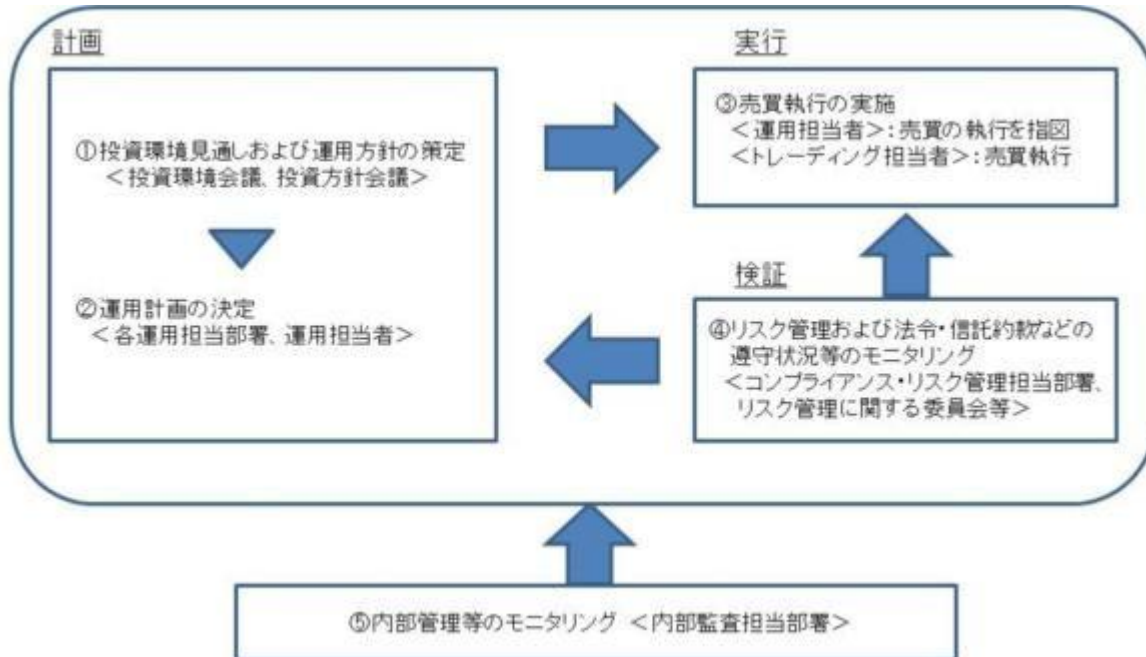 計画
①投資環境見通しおよび運用方針の策定
＜投資環境会議、投資方針会議＞
②運用計画の決定
＜各運用担当部署、運用担当者＞
実行
③売買執行の実施
＜運用担当者＞：売買の執行を指図
＜トレーディング担当者＞：売買執行
検証
④リスク管理および法令・信託約款などの
遵守状況等のモニタリング
＜コンプライアンス・リスク管理担当部署、
リスク管理に関する委員会等＞
⑤内部管理等のモニタリング ＜内部監査担当部署＞